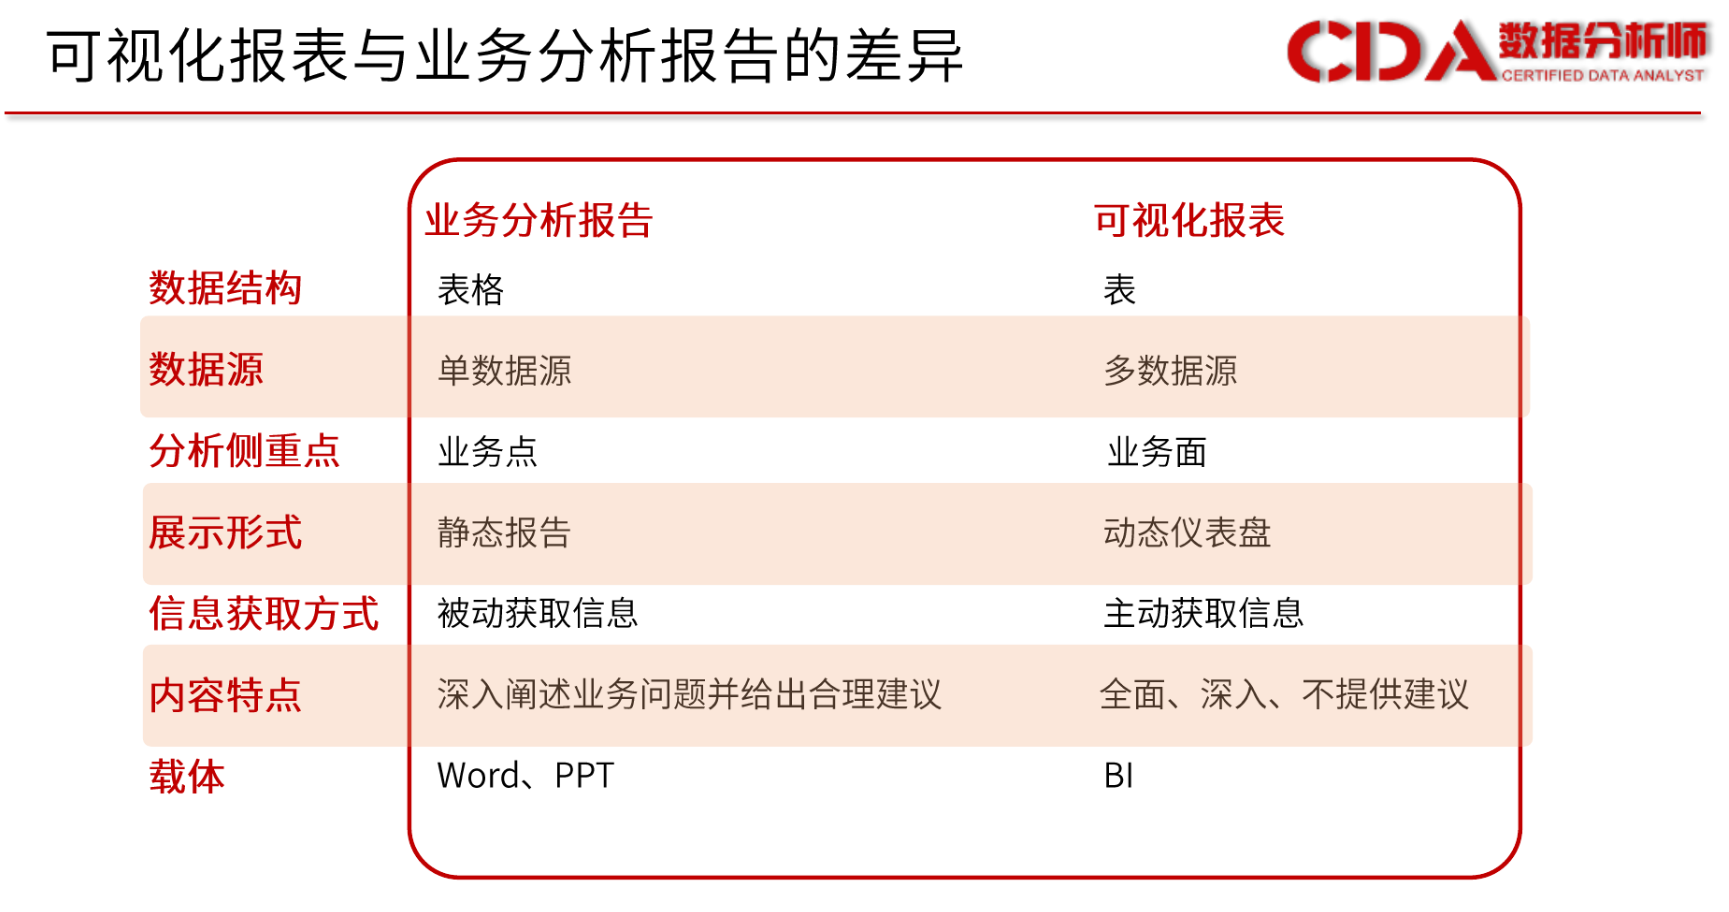 可视化报表与业务分析报告的差异
CDA数据分析师
CERTIFIED DATA ANALYST
业务分析报告 可视化报表
数据结构 表格 表
数据源 单数据源 多数据源
分析侧重点 业务点 业务面
展示形式 静态报告 动态仪表盘
信息获取方式 被动获取信息 主动获取信息
内容特点 深入阐述业务问题并给出合理建议 全面、深入、不提供建议
载体 Word、PPT BI